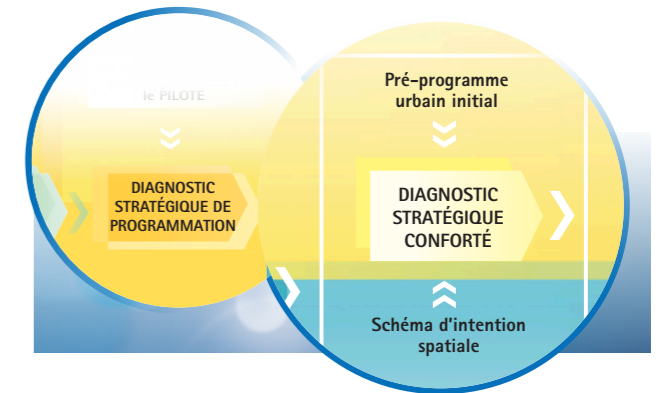 le PILOTE
DIAGNOSTIC
STRATÉGIQUE DE
PROGRAMMATION
Pré-programme
urbain initial
DIAGNOSTIC
STRATÉGIQUE
CONFORTÉ
Schéma d'intention
spatiale